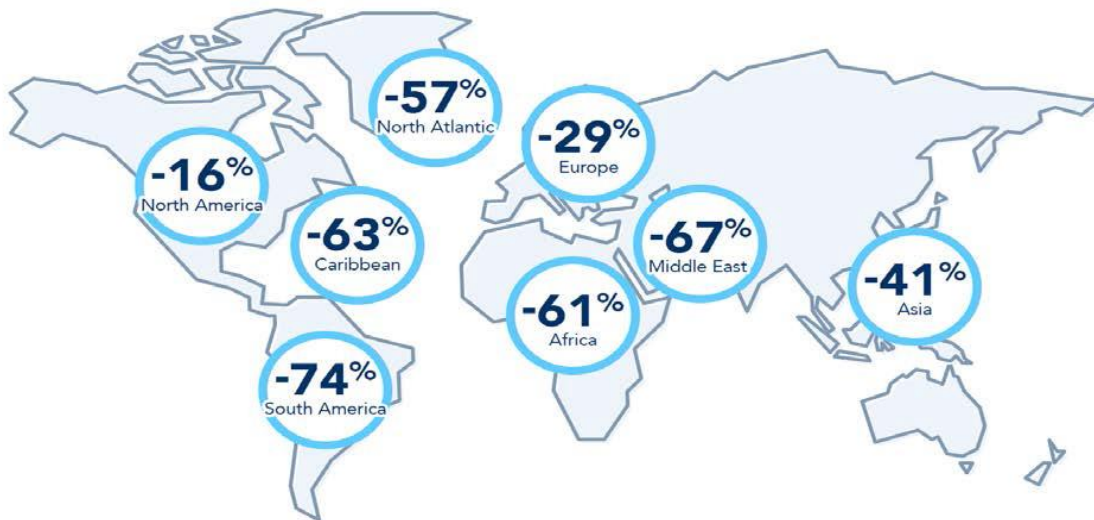 -57%
North Atlantic
-29%
Europe
-16%
North America
-63%
Caribbean
-67%
Middle East
-41%
Asia
-61%
Africa
-74%
South America